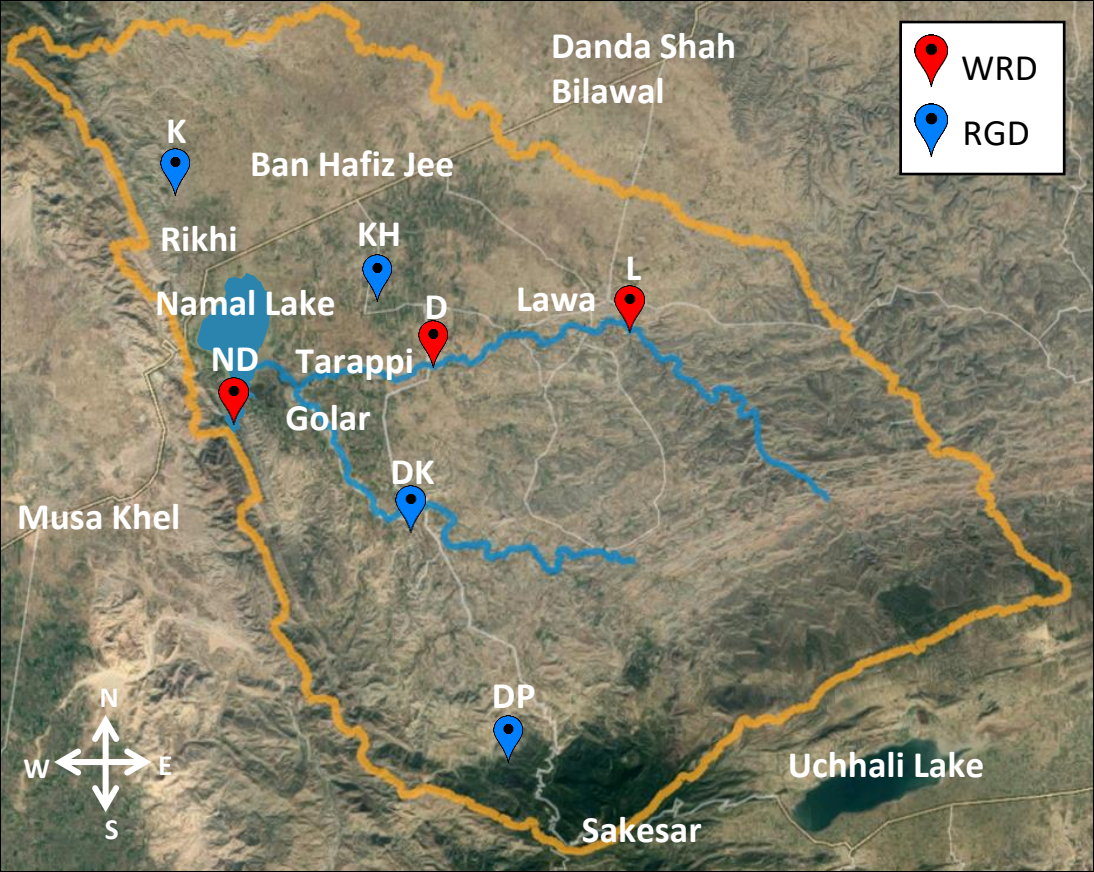 Danda Shah
Bilawal
WRD
RGD
K
Ban Hafiz Jee
Rikhi
KH
L
Namal Lake
D
Lawa
ND
Tarappi
Golar
DK
Musa Khel
DP
N
W
E
S
Uchhali Lake
Sakesar